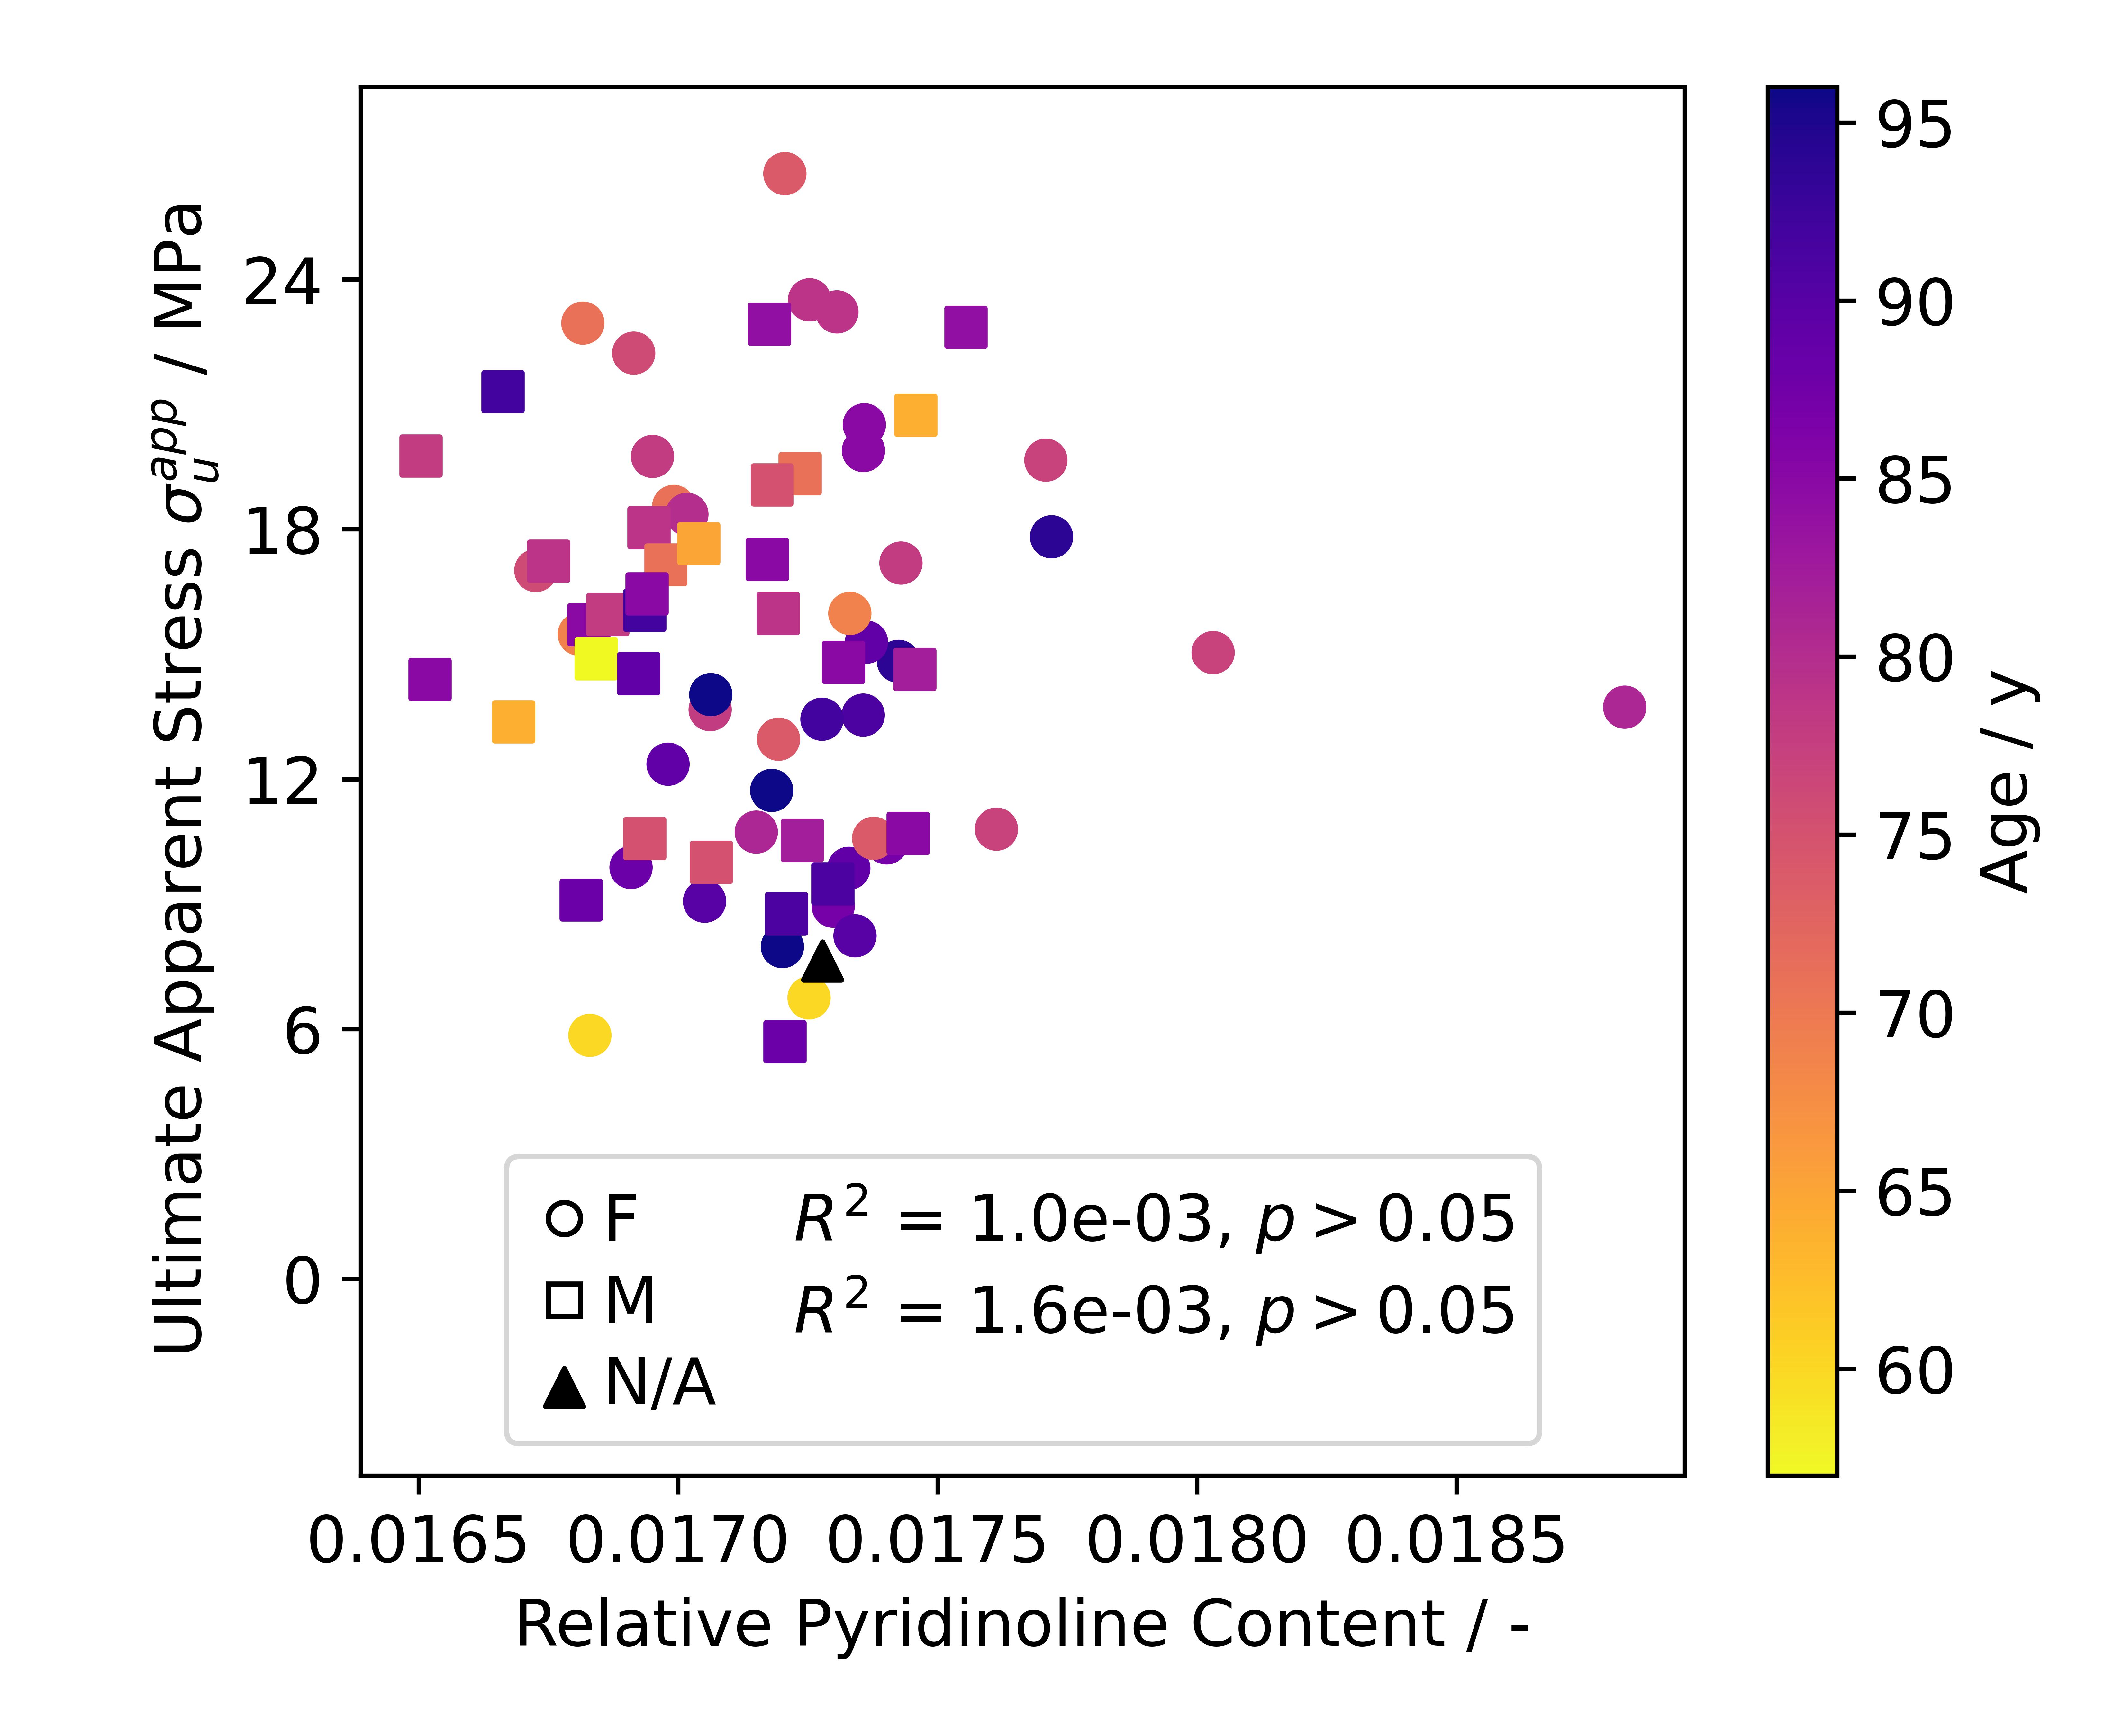 Ultimate Apparent Stress σ_u^app / MPa
24
18
12
6
0
F R² = 1.0e-03, p > 0.05
M R² = 1.6e-03, p > 0.05
N/A
0.0165 0.0170 0.0175 0.0180 0.0185
Relative Pyridinoline Content / -
95
90
85
80
75
70
65
60
Age / y